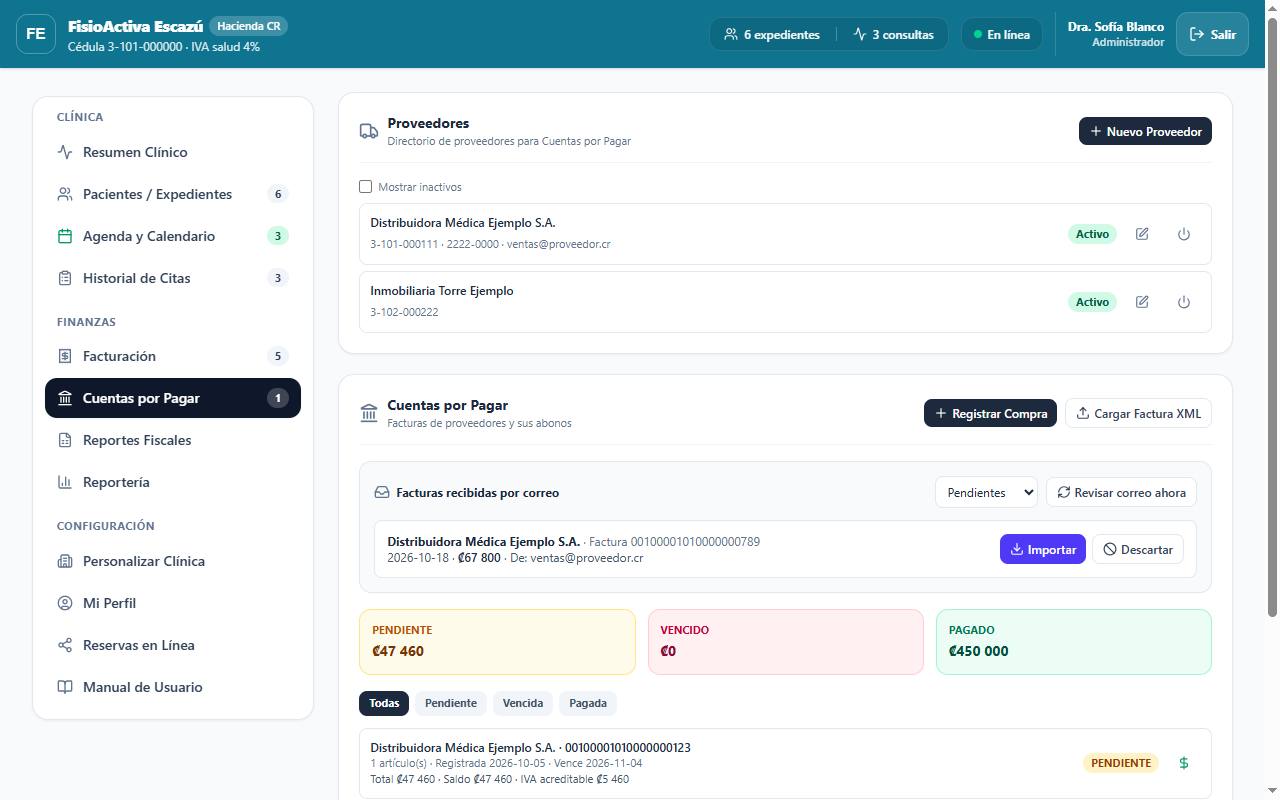 FE
FisioActiva Escazú
Hacienda CR
Cédula 3-101-000000 · IVA salud 4%
6 expedientes
3 consultas
En línea
Dra. Sofía Blanco
Administrador
Salir
CLÍNICA
Resumen Clínico
Pacientes / Expedientes 6
Agenda y Calendario 3
Historial de Citas 3
FINANZAS
Facturación 5
Cuentas por Pagar 1
Reportes Fiscales
Reportería
CONFIGURACIÓN
Personalizar Clínica
Mi Perfil
Reservas en Línea
Manual de Usuario
Proveedores
Directorio de proveedores para Cuentas por Pagar
Nuevo Proveedor
Mostrar inactivos
Distribuidora Médica Ejemplo S.A.
3-101-000111 · 2222-0000 · ventas@proveedor.cr
Activo
Inmobiliaria Torre Ejemplo
3-102-000222
Activo
Cuentas por Pagar
Facturas de proveedores y sus abonos
Registrar Compra
Cargar Factura XML
Facturas recibidas por correo
Pendientes
Revisar correo ahora
Distribuidora Médica Ejemplo S.A. · Factura 00100001010000000789
2026-10-18 · ₡67 800 · De: ventas@proveedor.cr
Importar
Descartar
PENDIENTE
₡47 460
VENCIDO
₡0
PAGADO
₡450 000
Todas
Pendiente
Vencida
Pagada
Distribuidora Médica Ejemplo S.A. · 00100001010000000123
1 artículo(s) · Registrada 2026-10-05 · Vence 2026-11-04
Total ₡47 460 · Saldo ₡47 460 · IVA acreditable ₡5 460
PENDIENTE